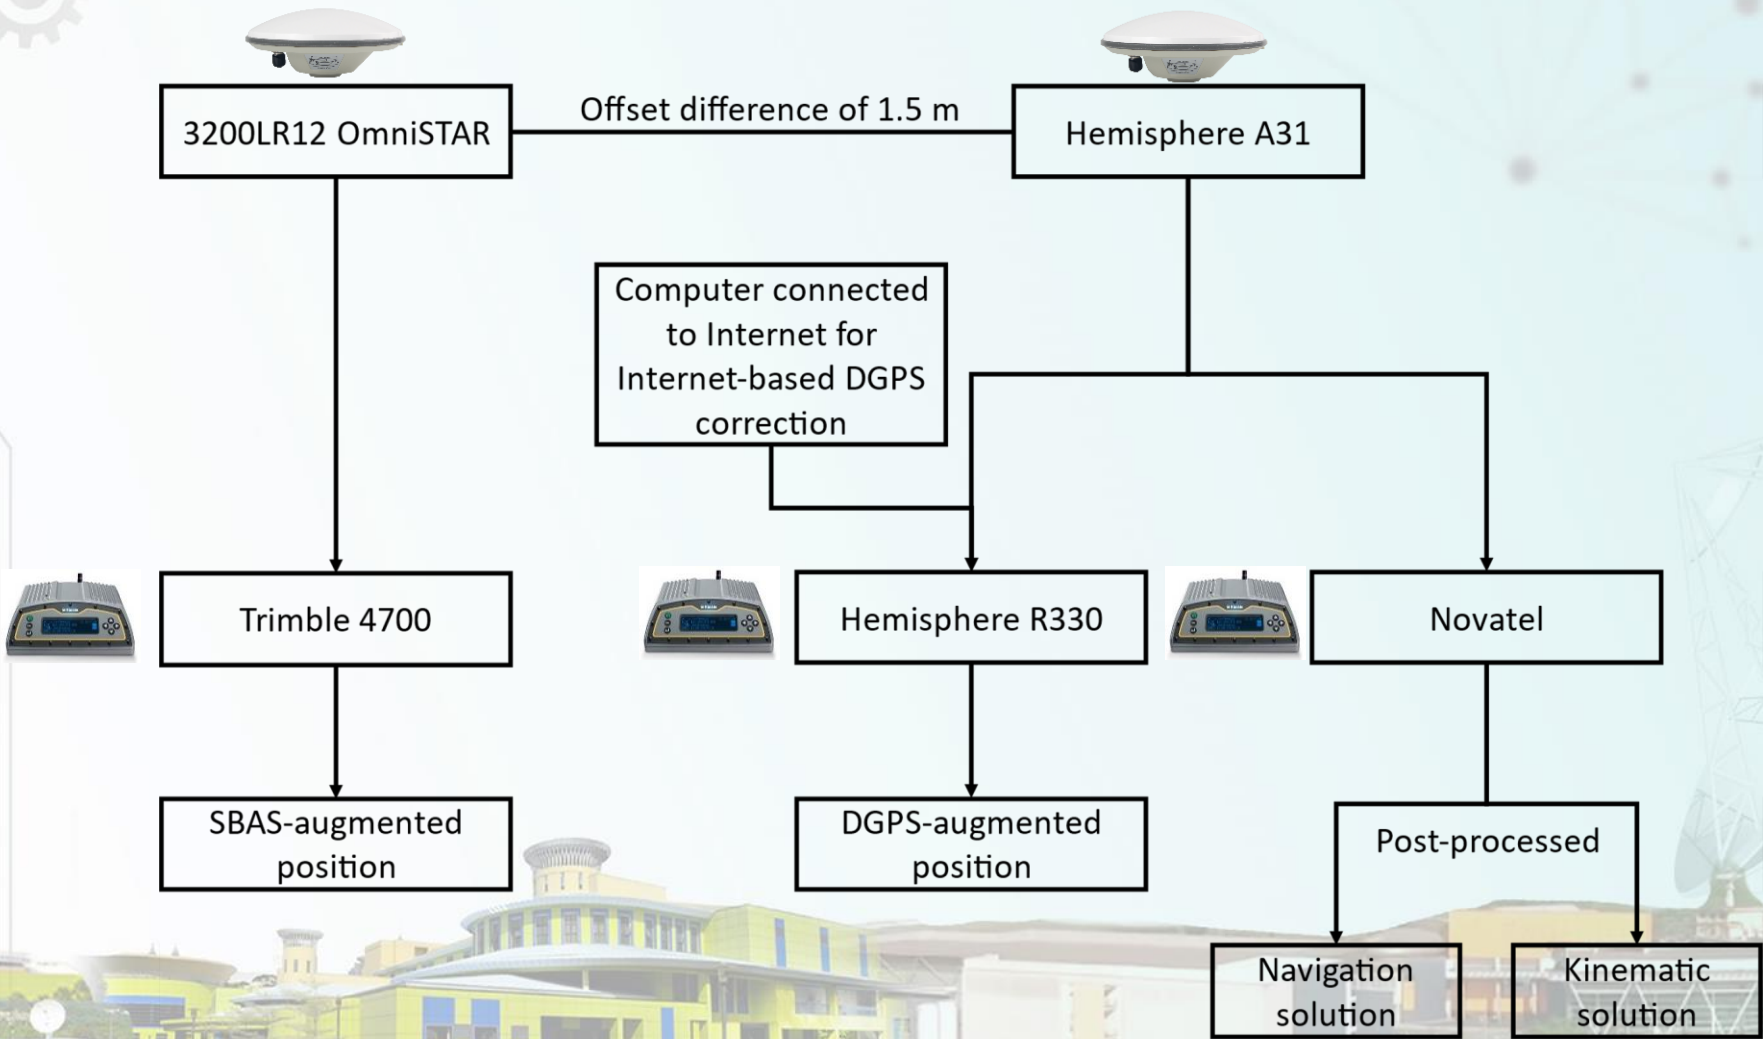 3200LR12 OmniSTAR
Offset difference of 1.5 m
Hemisphere A31
Computer connected
to Internet for
Internet-based DGPS
correction
Trimble 4700
Hemisphere R330
Novatel
SBAS-augmented
position
DGPS-augmented
position
Post-processed
Navigation
solution
Kinematic
solution